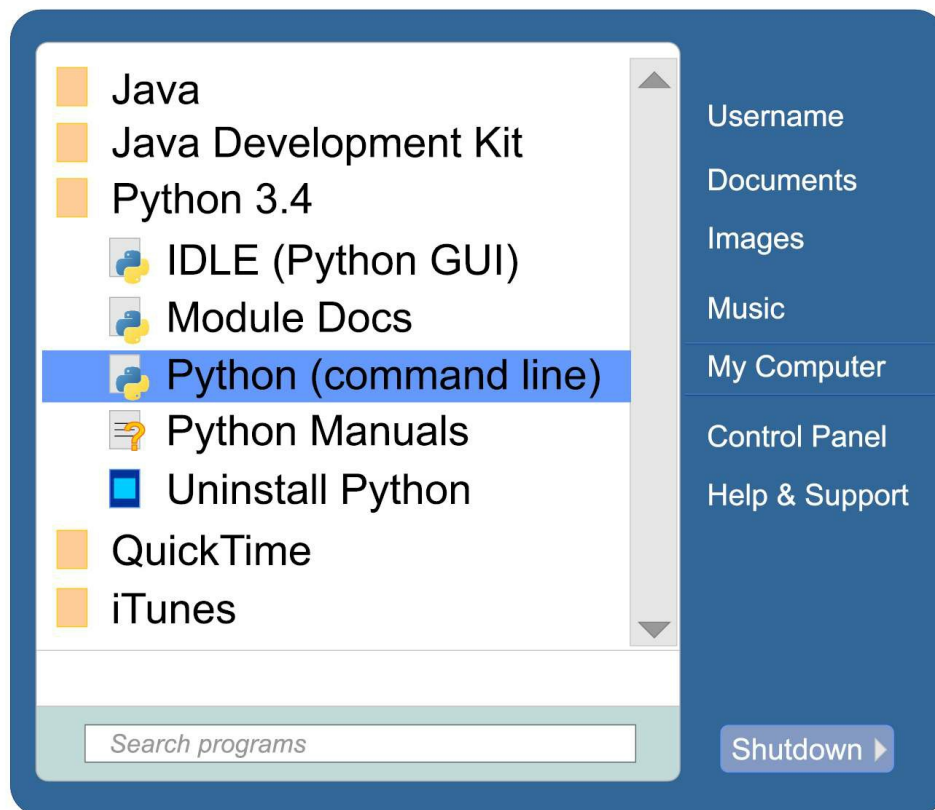 Java
Java Development Kit
Python 3.4
IDLE (Python GUI)
Module Docs
Python (command line)
Python Manuals
Uninstall Python
QuickTime
iTunes
Search programs
Username
Documents
Images
Music
My Computer
Control Panel
Help & Support
Shutdown